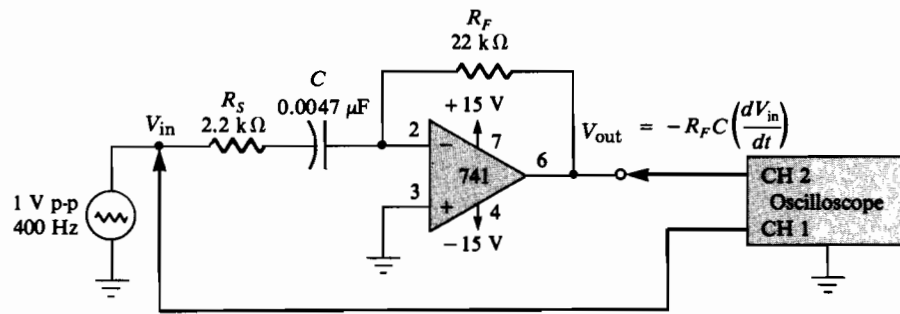 R_F
22 kΩ
C
0.0047 μF
R_S
2.2 kΩ
V_in
+15 V
2
−
7
V_out = −R_F C (dV_in/dt)
6
741
3
+
4
−15 V
1 V p-p
400 Hz
CH 2
Oscilloscope
CH 1